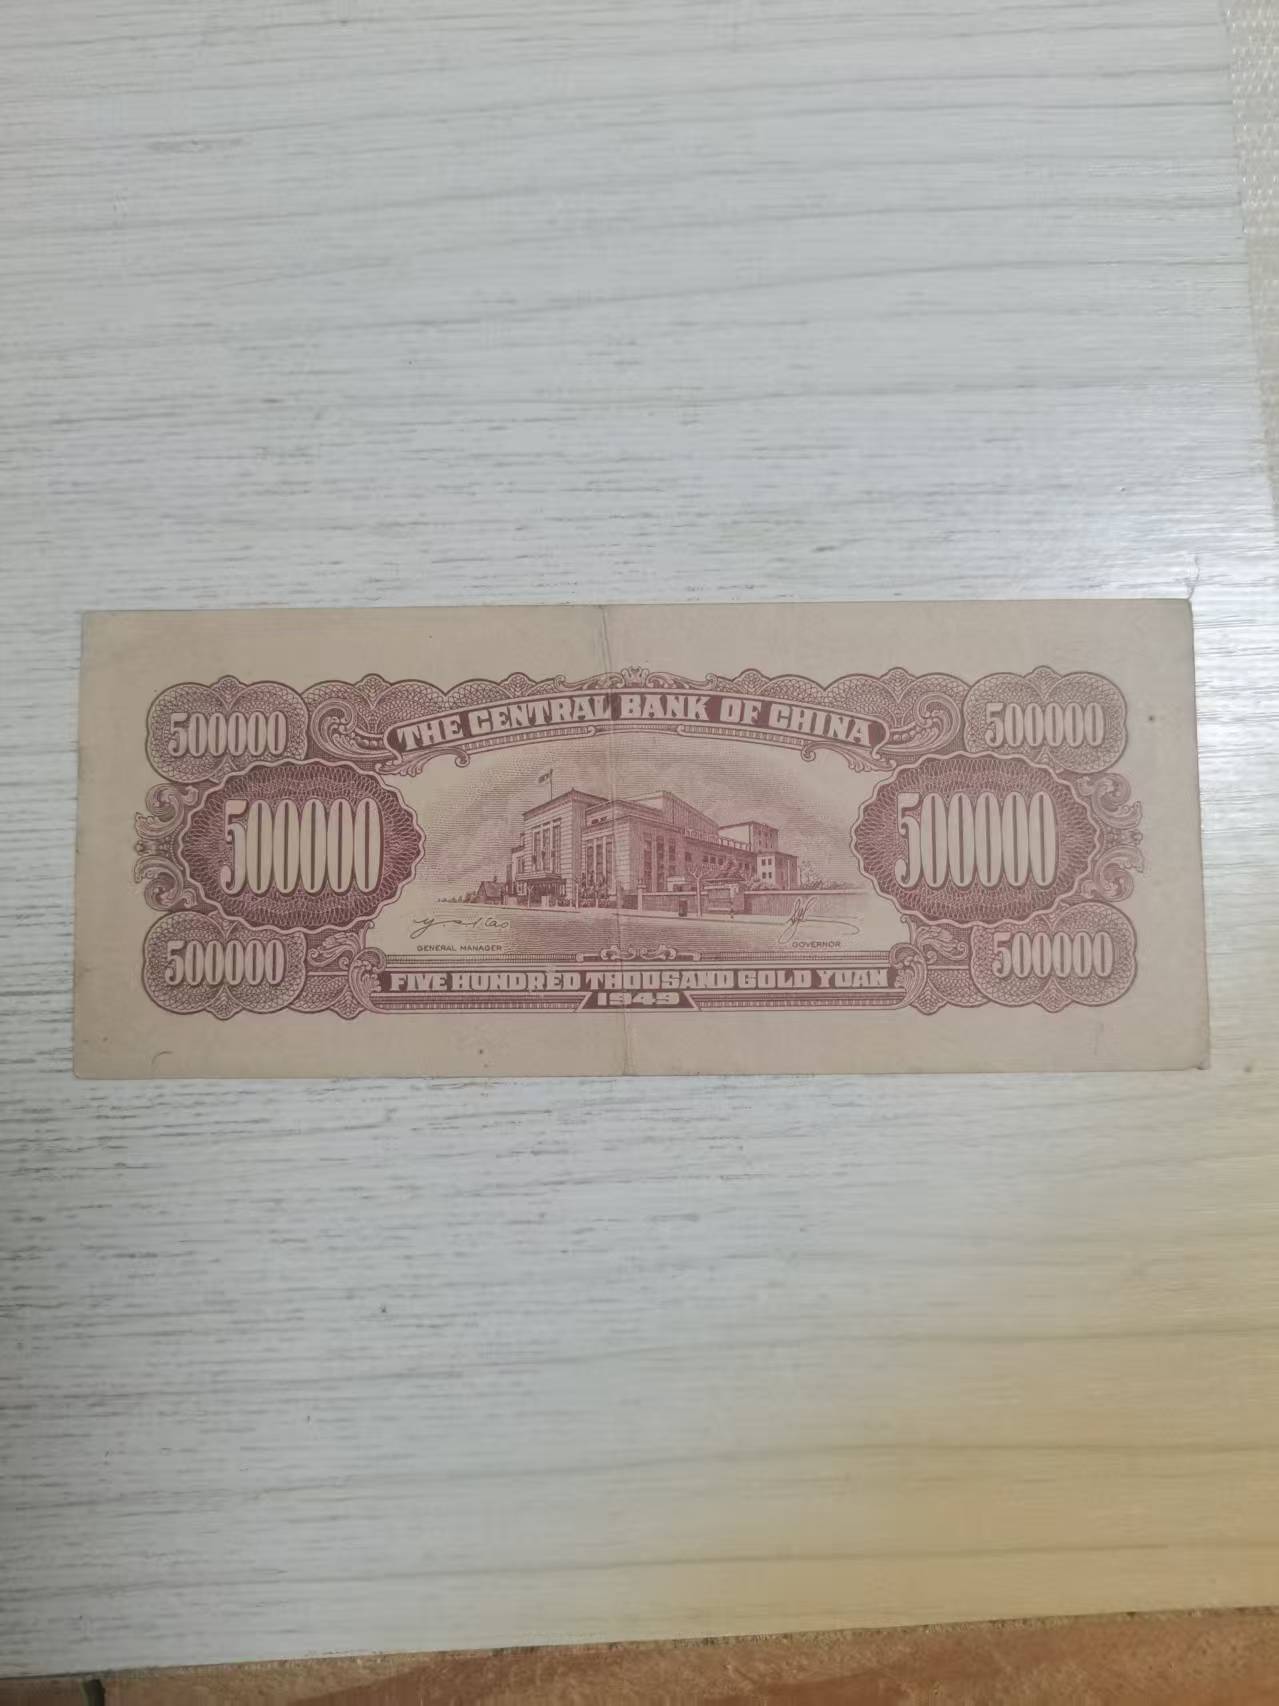 THE CENTRAL BANK OF CHINA
500000 500000
500000 500000
GENERAL MANAGER GOVERNOR
500000 500000
FIVE HUNDRED THOUSAND GOLD YUAN
1949